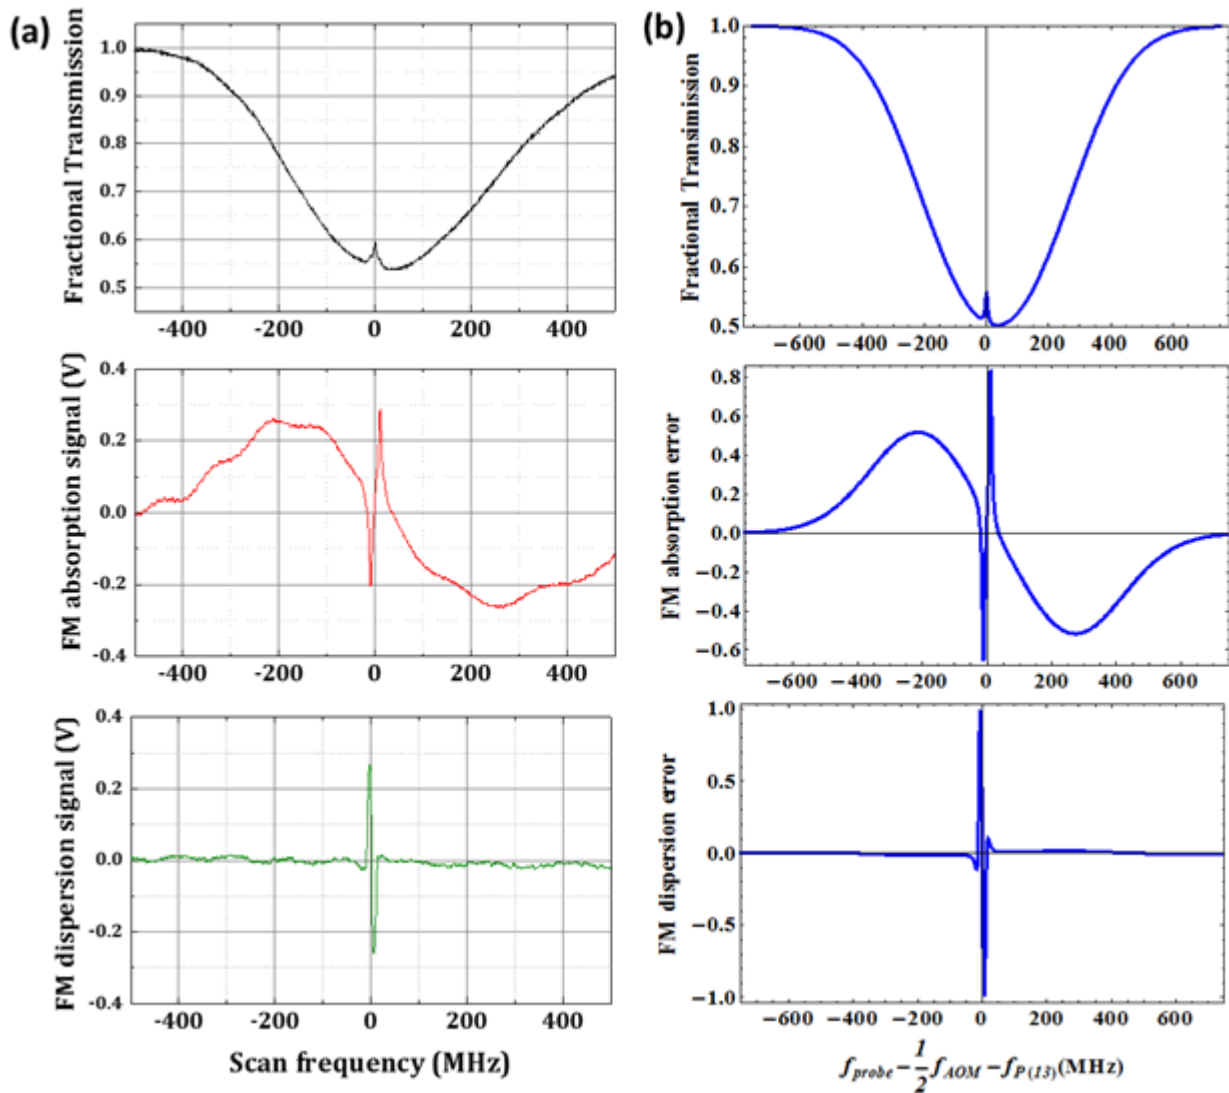 (a)
Fractional Transmission
1.0
0.9
0.8
0.7
0.6
0.5
-400 -200 0 200 400
FM absorption signal (V)
0.4
0.2
0.0
-0.2
-0.4
-400 -200 0 200 400
FM dispersion signal (V)
0.4
0.2
0.0
-0.2
-0.4
-400 -200 0 200 400
Scan frequency (MHz)
(b)
Fractional Transmission
1.0
0.9
0.8
0.7
0.6
0.5
−600 −400 −200 0 200 400 600
FM absorption error
0.8
0.6
0.4
0.2
0.0
−0.2
−0.4
−0.6
−600 −400 −200 0 200 400 600
FM dispersion error
1.0
0.5
0.0
−0.5
−1.0
−600 −400 −200 0 200 400 600
f_probe − 1/2 f_AOM − f_P(13) (MHz)